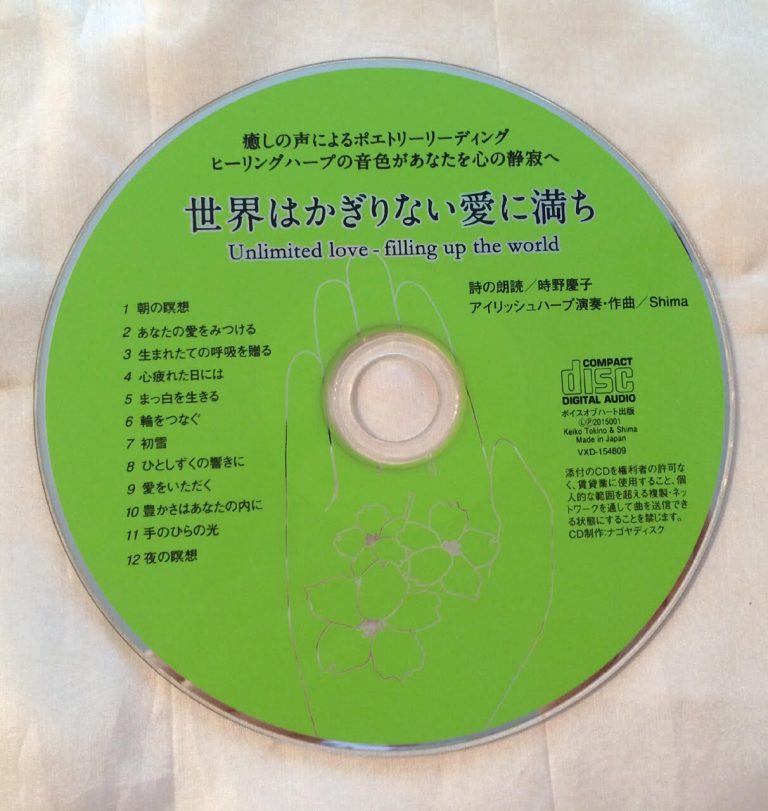 癒しの声によるポエトリーリーディング
ヒーリングハープの音色があなたを心の静寂へ
世界はかぎりない愛に満ち
Unlimited love - filling up the world
詩の朗読／時野慶子
アイリッシュハープ演奏・作曲／Shima
1 朝の瞑想
2 あなたの愛をみつける
3 生まれたての呼吸を贈る
4 心疲れた日には
5 まっ白を生きる
6 輪をつなぐ
7 初雪
8 ひとしずくの響きに
9 愛をいただく
10 豊かさはあなたの内に
11 手のひらの光
12 夜の瞑想
COMPACT
disc
DIGITAL AUDIO
ボイスオブハート出版
Ⓛ℗2015001
Keiko Tokino & Shima
Made in Japan
VXD-154809
添付のCDを権利者の許可な
く、賃貸業に使用すること、個
人的な範囲を超える複製・ネッ
トワークを通して曲を送信でき
る状態にすることを禁じます。
CD制作：ナゴヤディスク